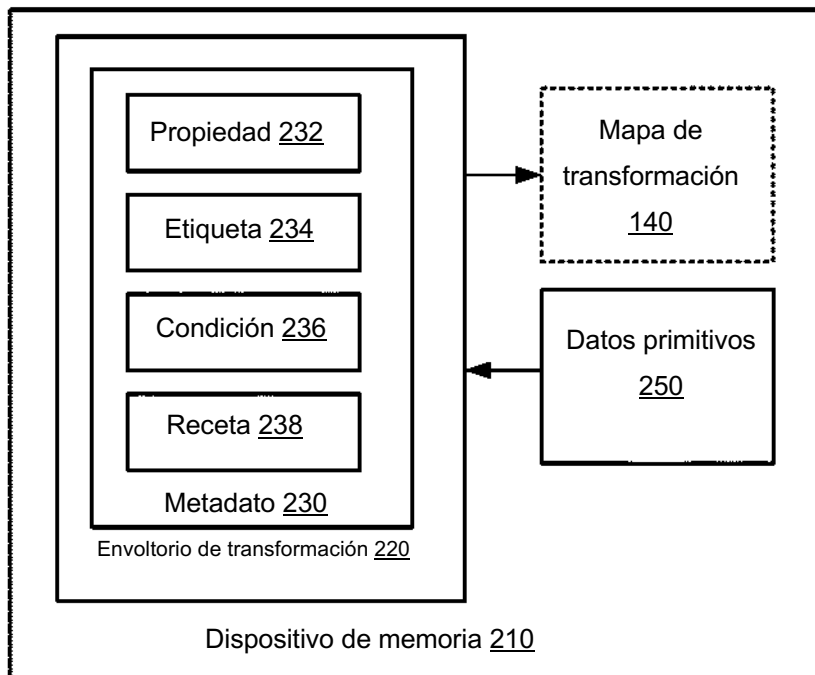 Propiedad 232
Etiqueta 234
Condición 236
Receta 238
Metadato 230
Envoltorio de transformación 220
Mapa de
transformación
140
Datos primitivos
250
Dispositivo de memoria 210